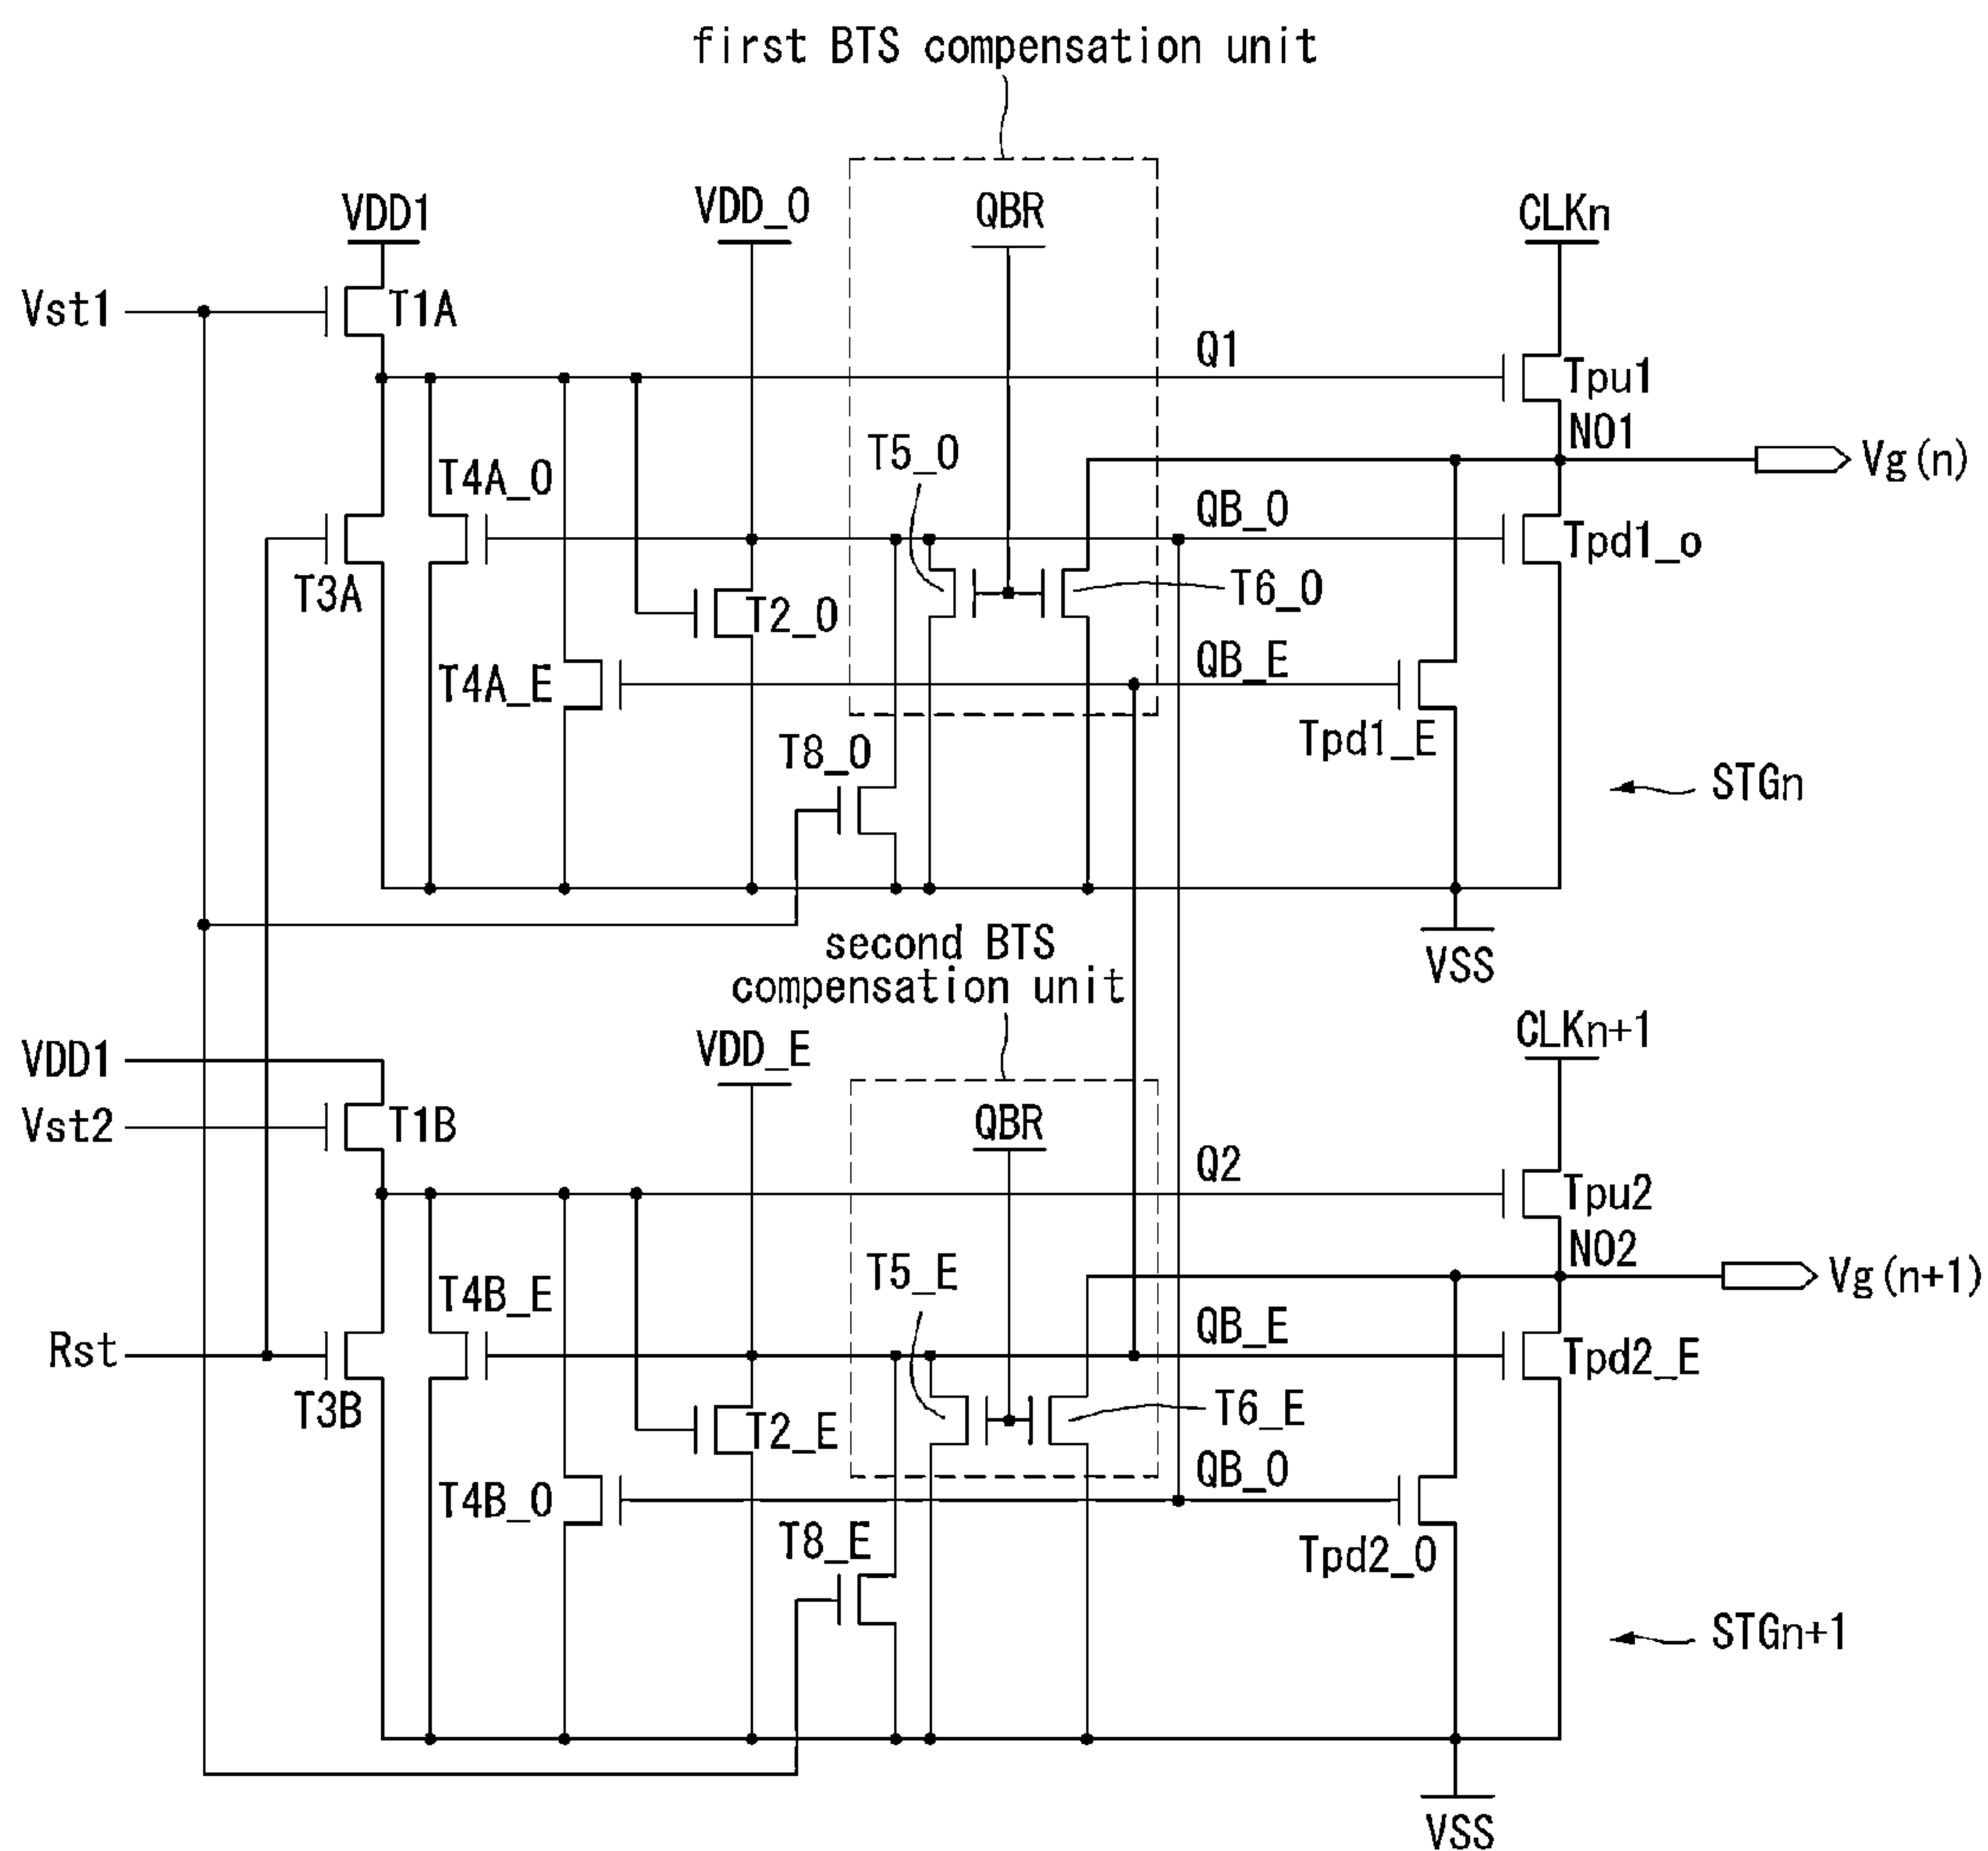 first BTS compensation unit
VDD1
VDD_O
QBR
CLKn
Vst1
T1A
Q1
Tpu1
NO1
Vg(n)
T4A_O
T5_O
QB_O
Tpd1_o
T3A
T2_O
T6_O
T4A_E
QB_E
Tpd1_E
T8_O
STGn
VSS
second BTS
compensation unit
VDD1
VDD_E
CLKn+1
Vst2
T1B
QBR
Q2
Tpu2
NO2
Vg(n+1)
T4B_E
T5_E
QB_E
Rst
Tpd2_E
T3B
T2_E
T6_E
T4B_O
QB_O
Tpd2_O
T8_E
STGn+1
VSS